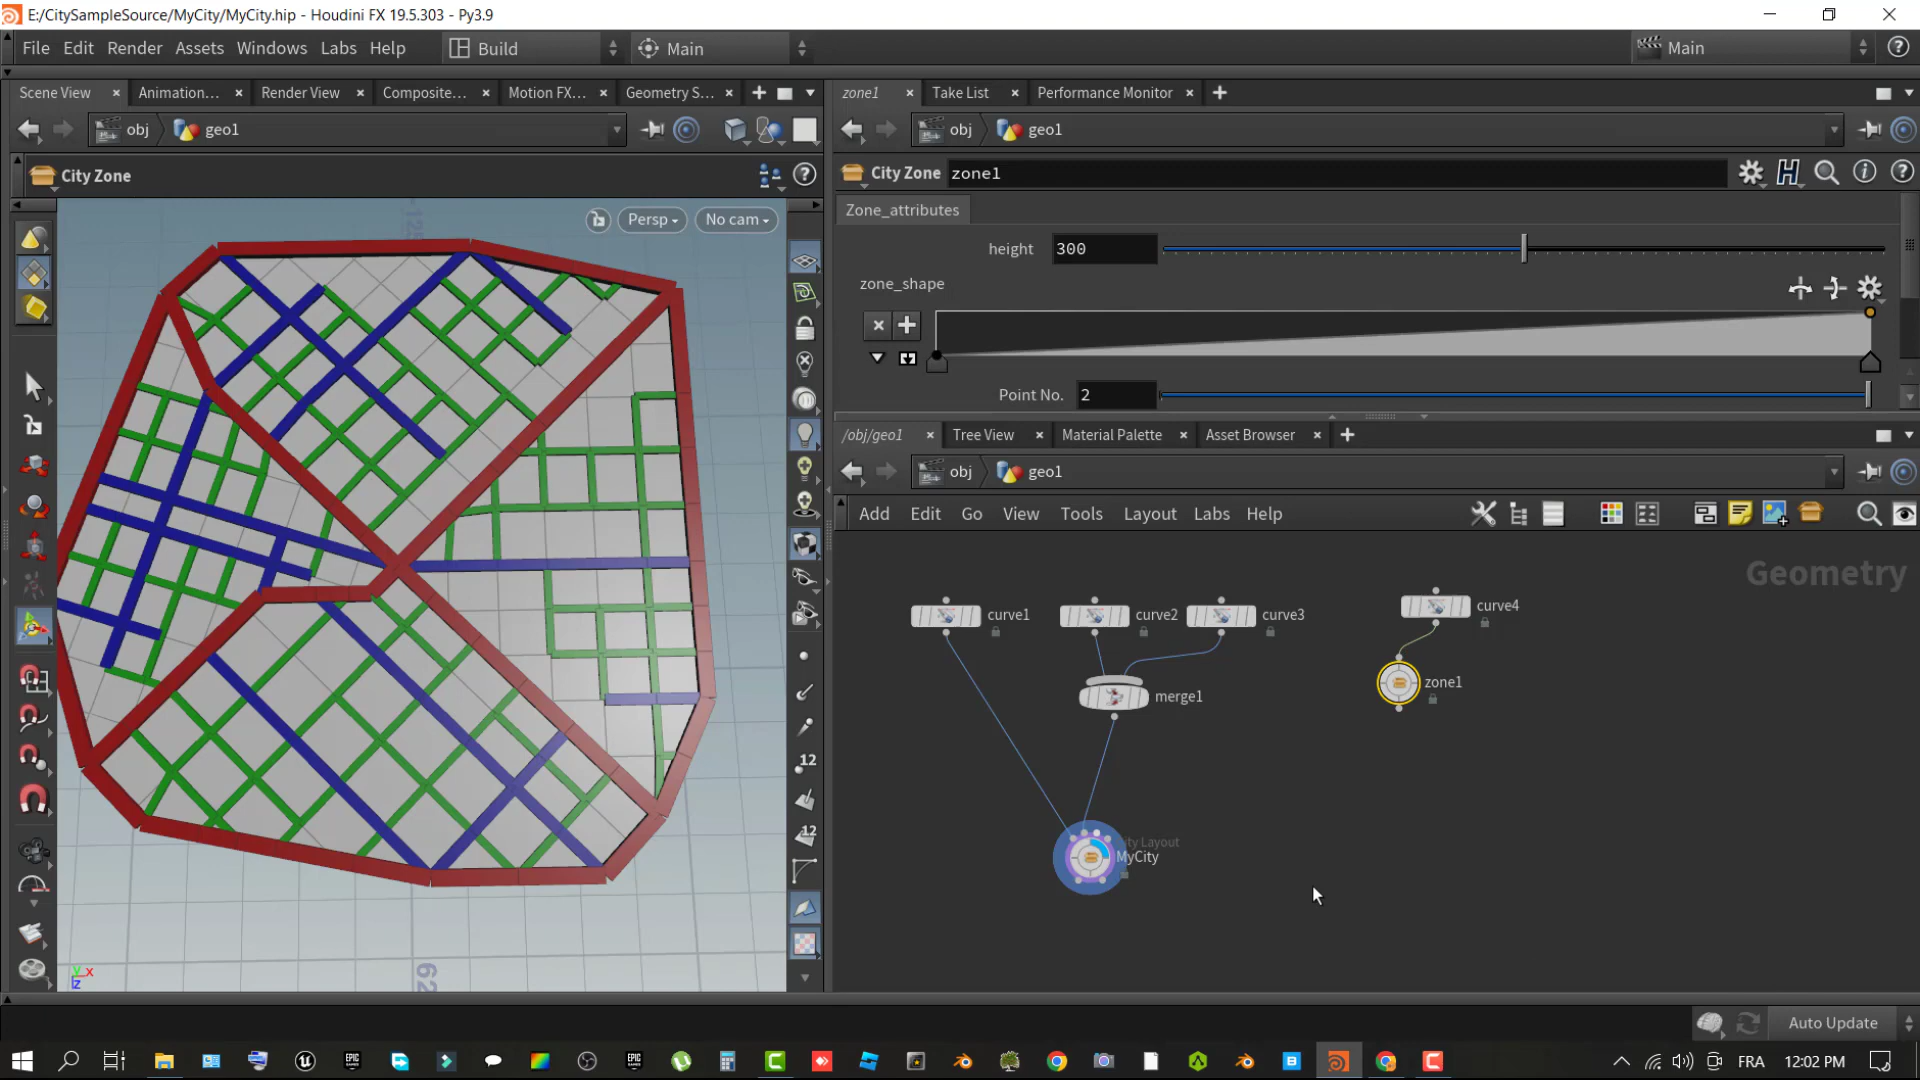 E:/CitySampleSource/MyCity/MyCity.hip - Houdini FX 19.5.303 - Py3.9
File Edit Render Assets Windows Labs Help Build Main Main
Scene View Animation... Render View Composite... Motion FX... Geometry S...
obj geo1
City Zone
Persp No cam
12
12
zone1 Take List Performance Monitor
obj geo1
City Zone zone1
Zone_attributes
height 300
zone_shape
Point No. 2
/obj/geo1 Tree View Material Palette Asset Browser
obj geo1
Add Edit Go View Tools Layout Labs Help
Geometry
curve1 curve2 curve3 curve4
zone1
merge1
ity Layout
MyCity
Auto Update
FRA 12:02 PM